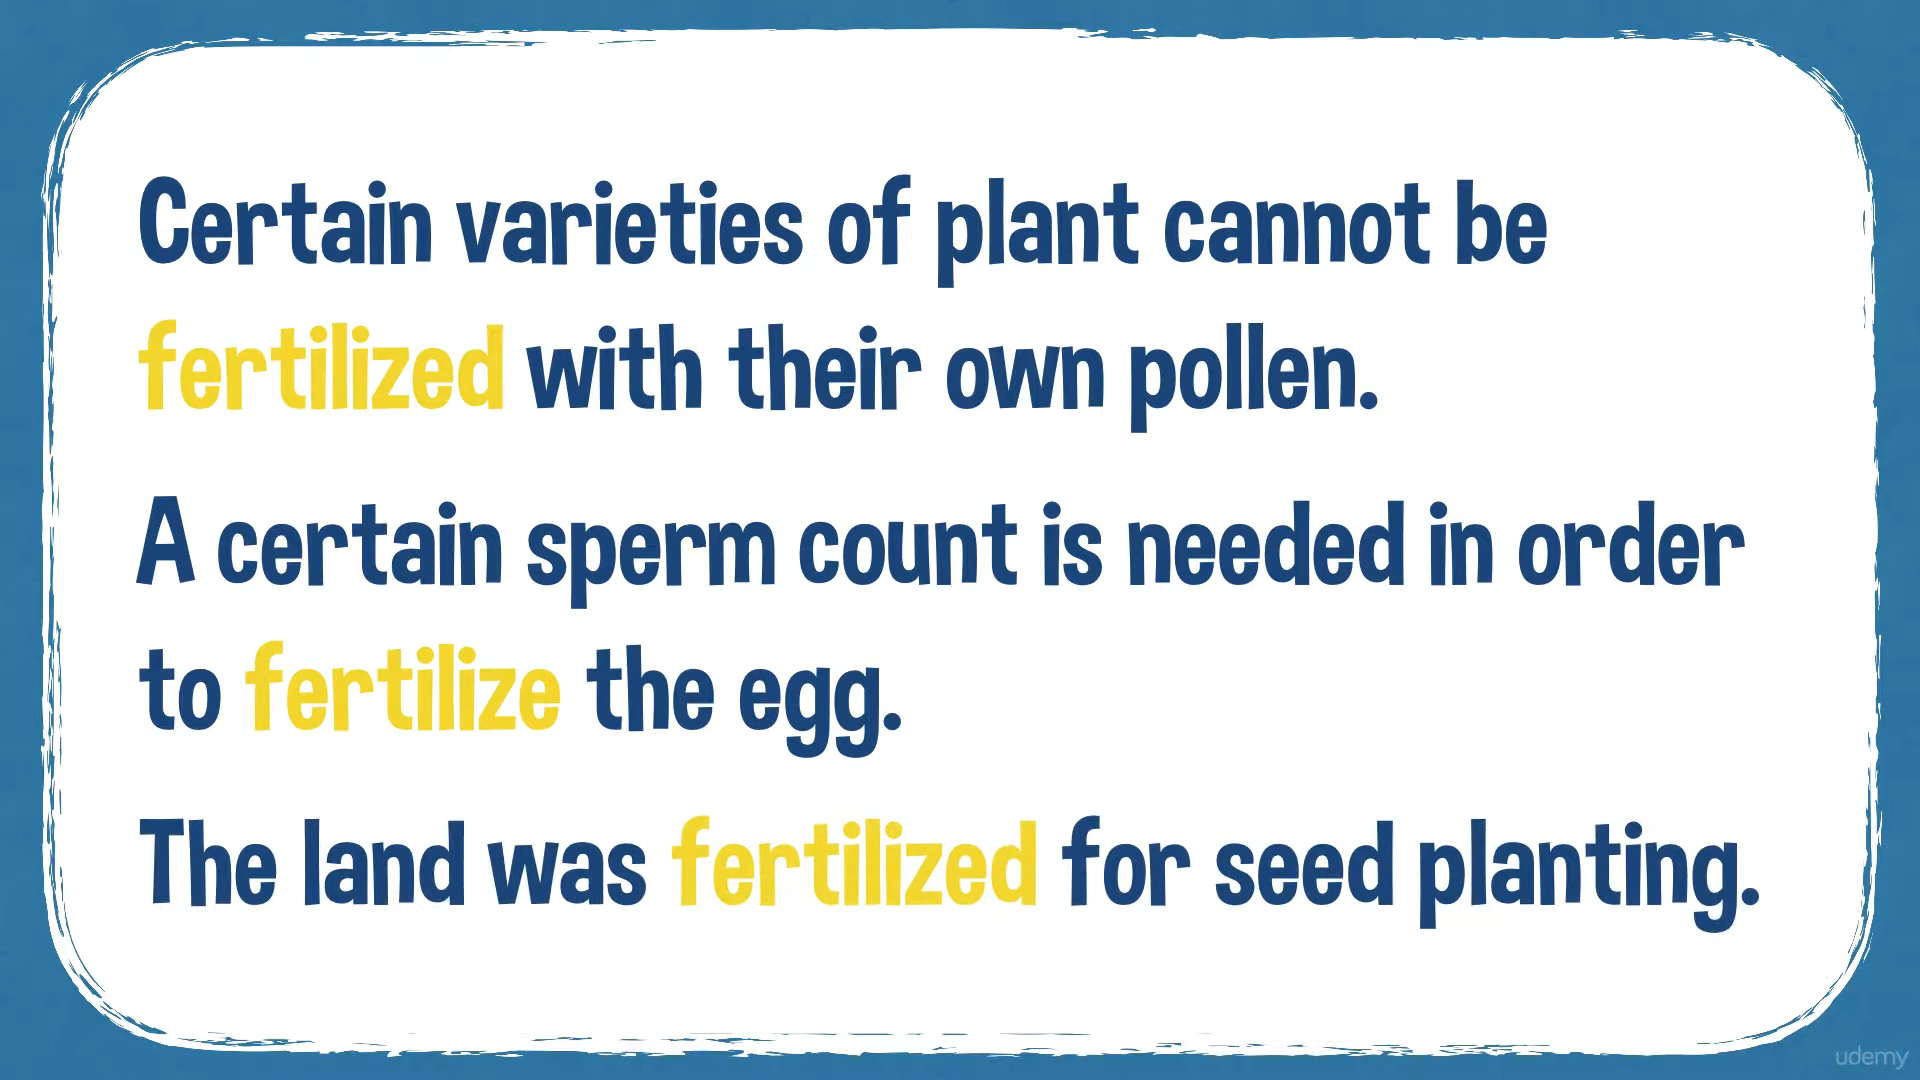 Certain varieties of plant cannot be
fertilized with their own pollen.
A certain sperm count is needed in order
to fertilize the egg.
The land was fertilized for seed planting.
udemy